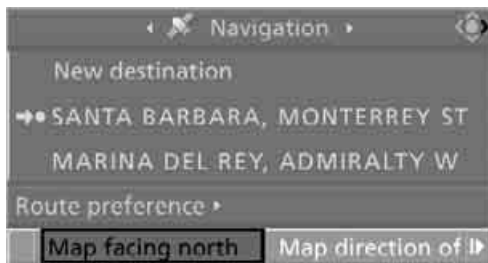 Navigation
New destination
SANTA BARBARA, MONTERREY ST
MARINA DEL REY, ADMIRALTY W
Route preference
Map facing north Map direction of